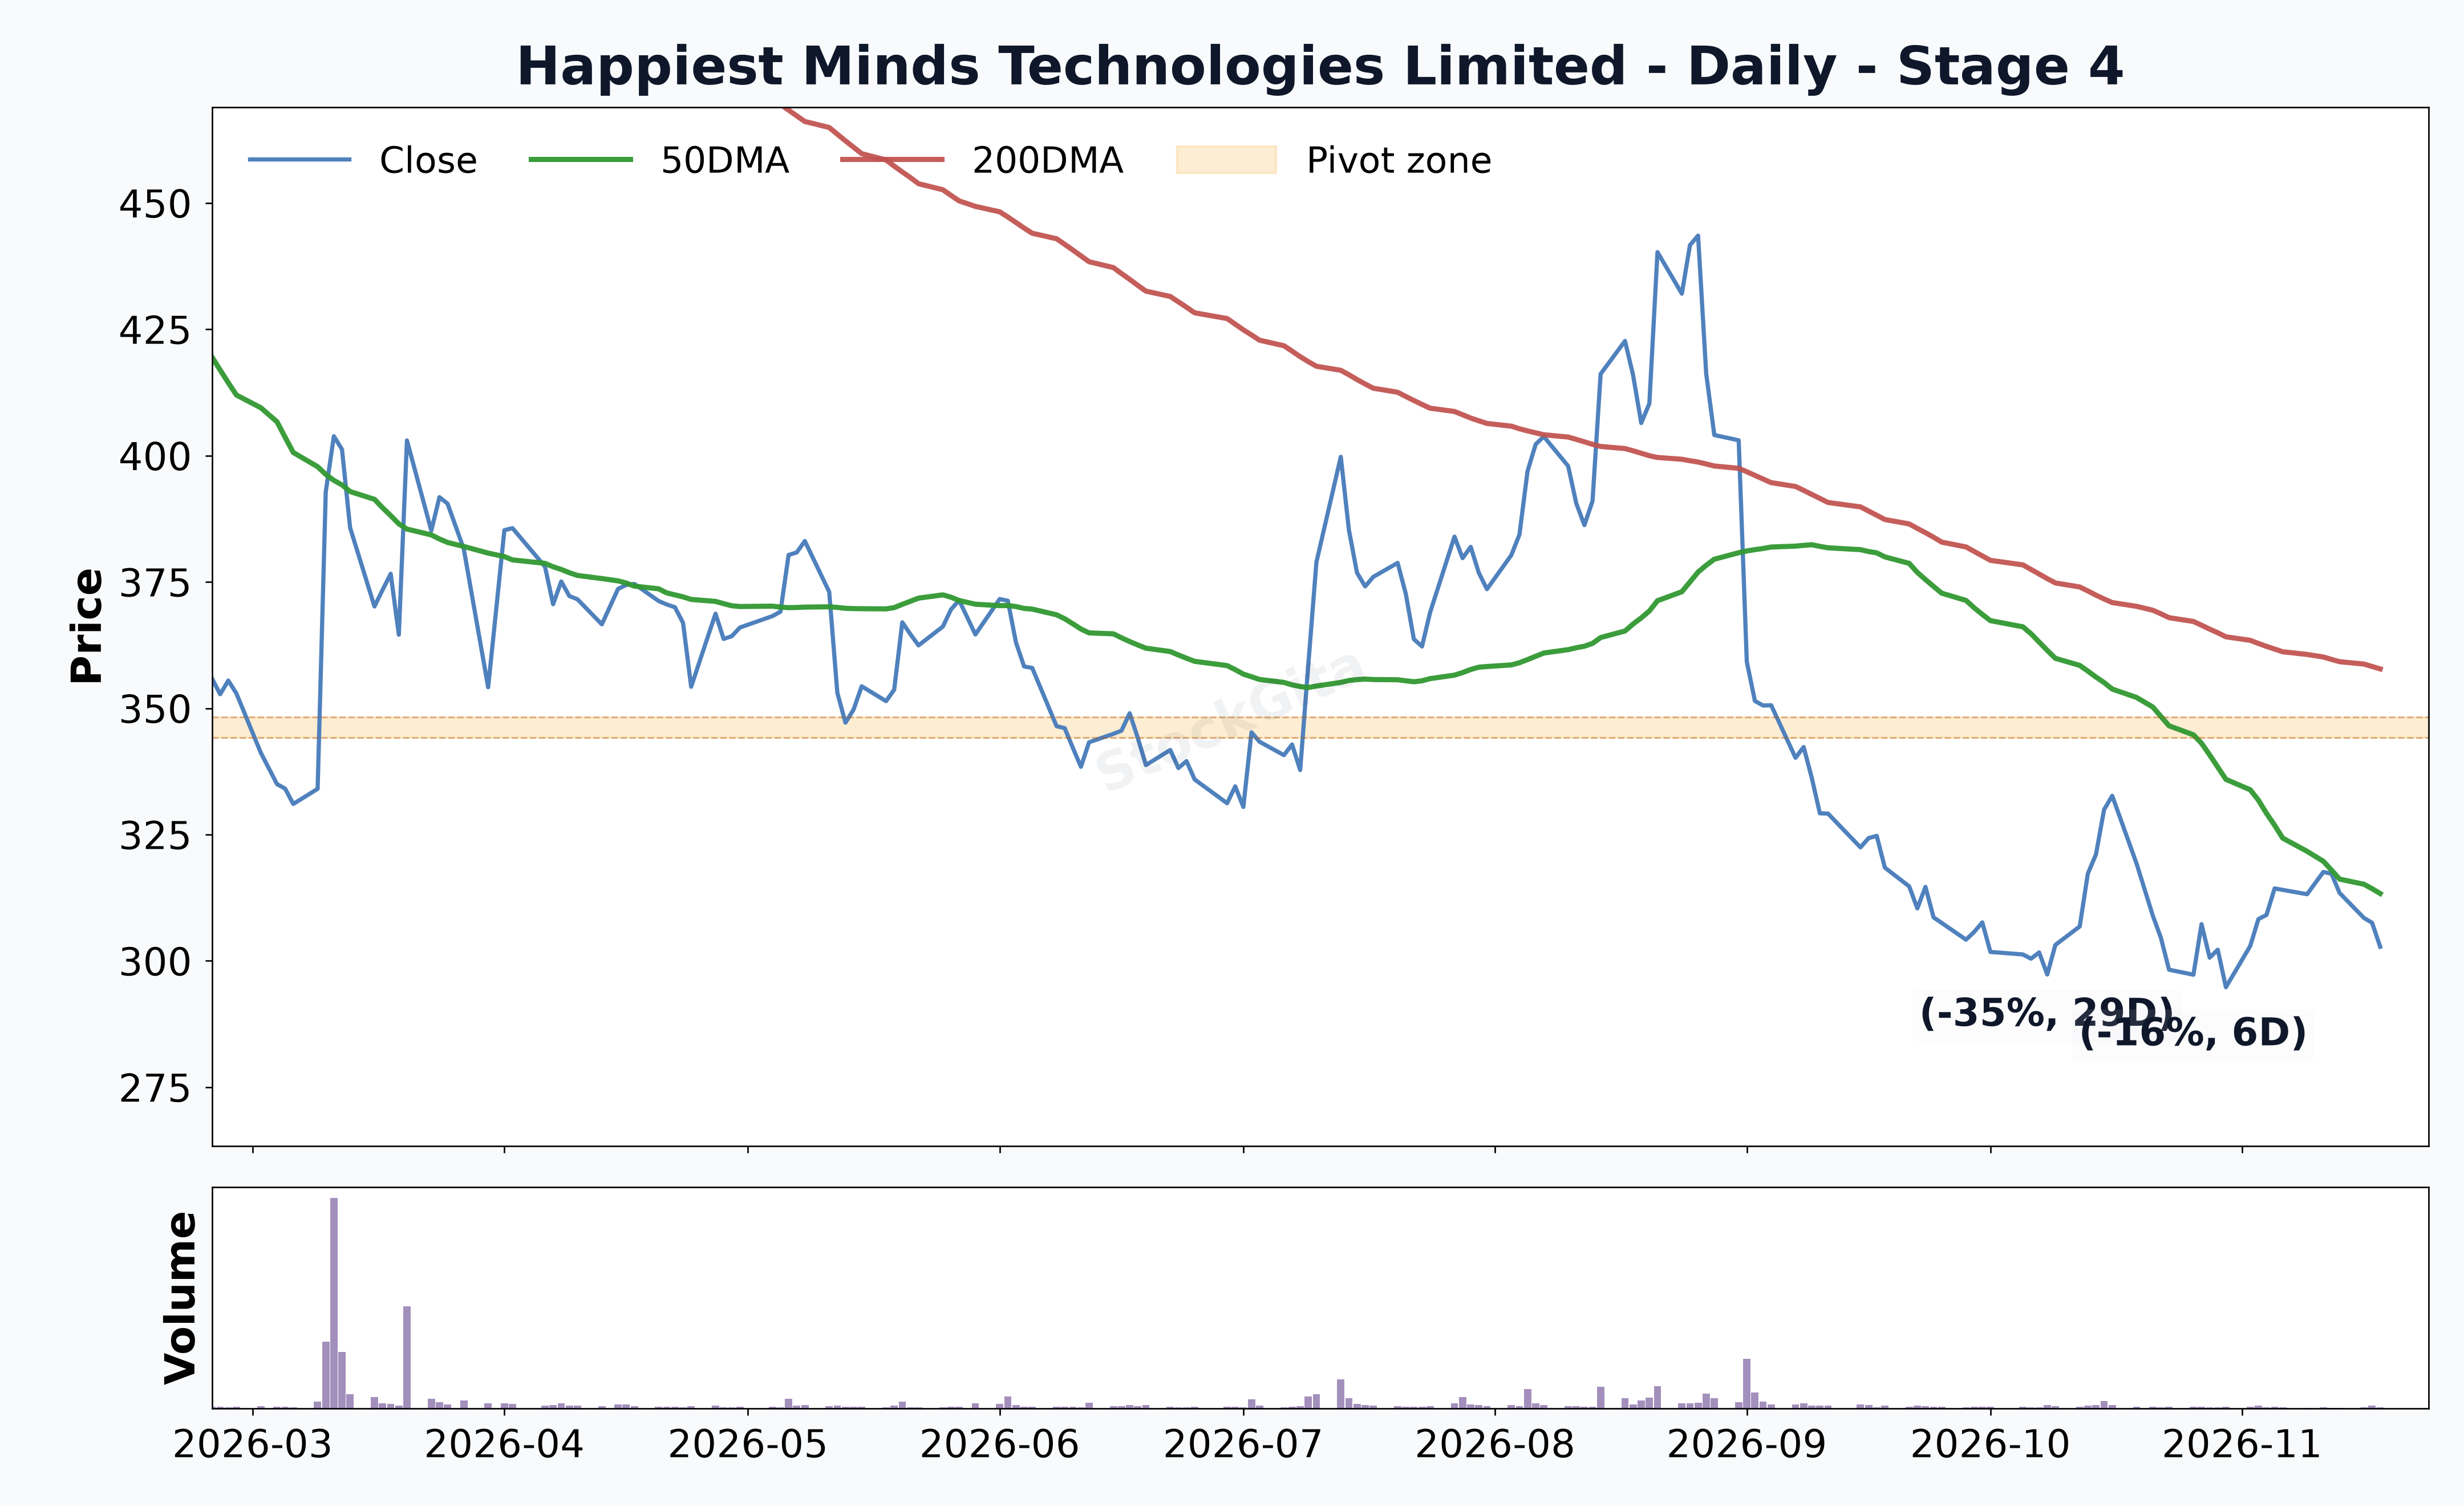 Happiest Minds Technologies Limited - Daily - Stage 4
Close 50DMA 200DMA Pivot zone
Price
450
425
400
375
350
325
300
275
StockGita
(-35%, 29D)
(-16%, 6D)
Volume
2026-03 2026-04 2026-05 2026-06 2026-07 2026-08 2026-09 2026-10 2026-11